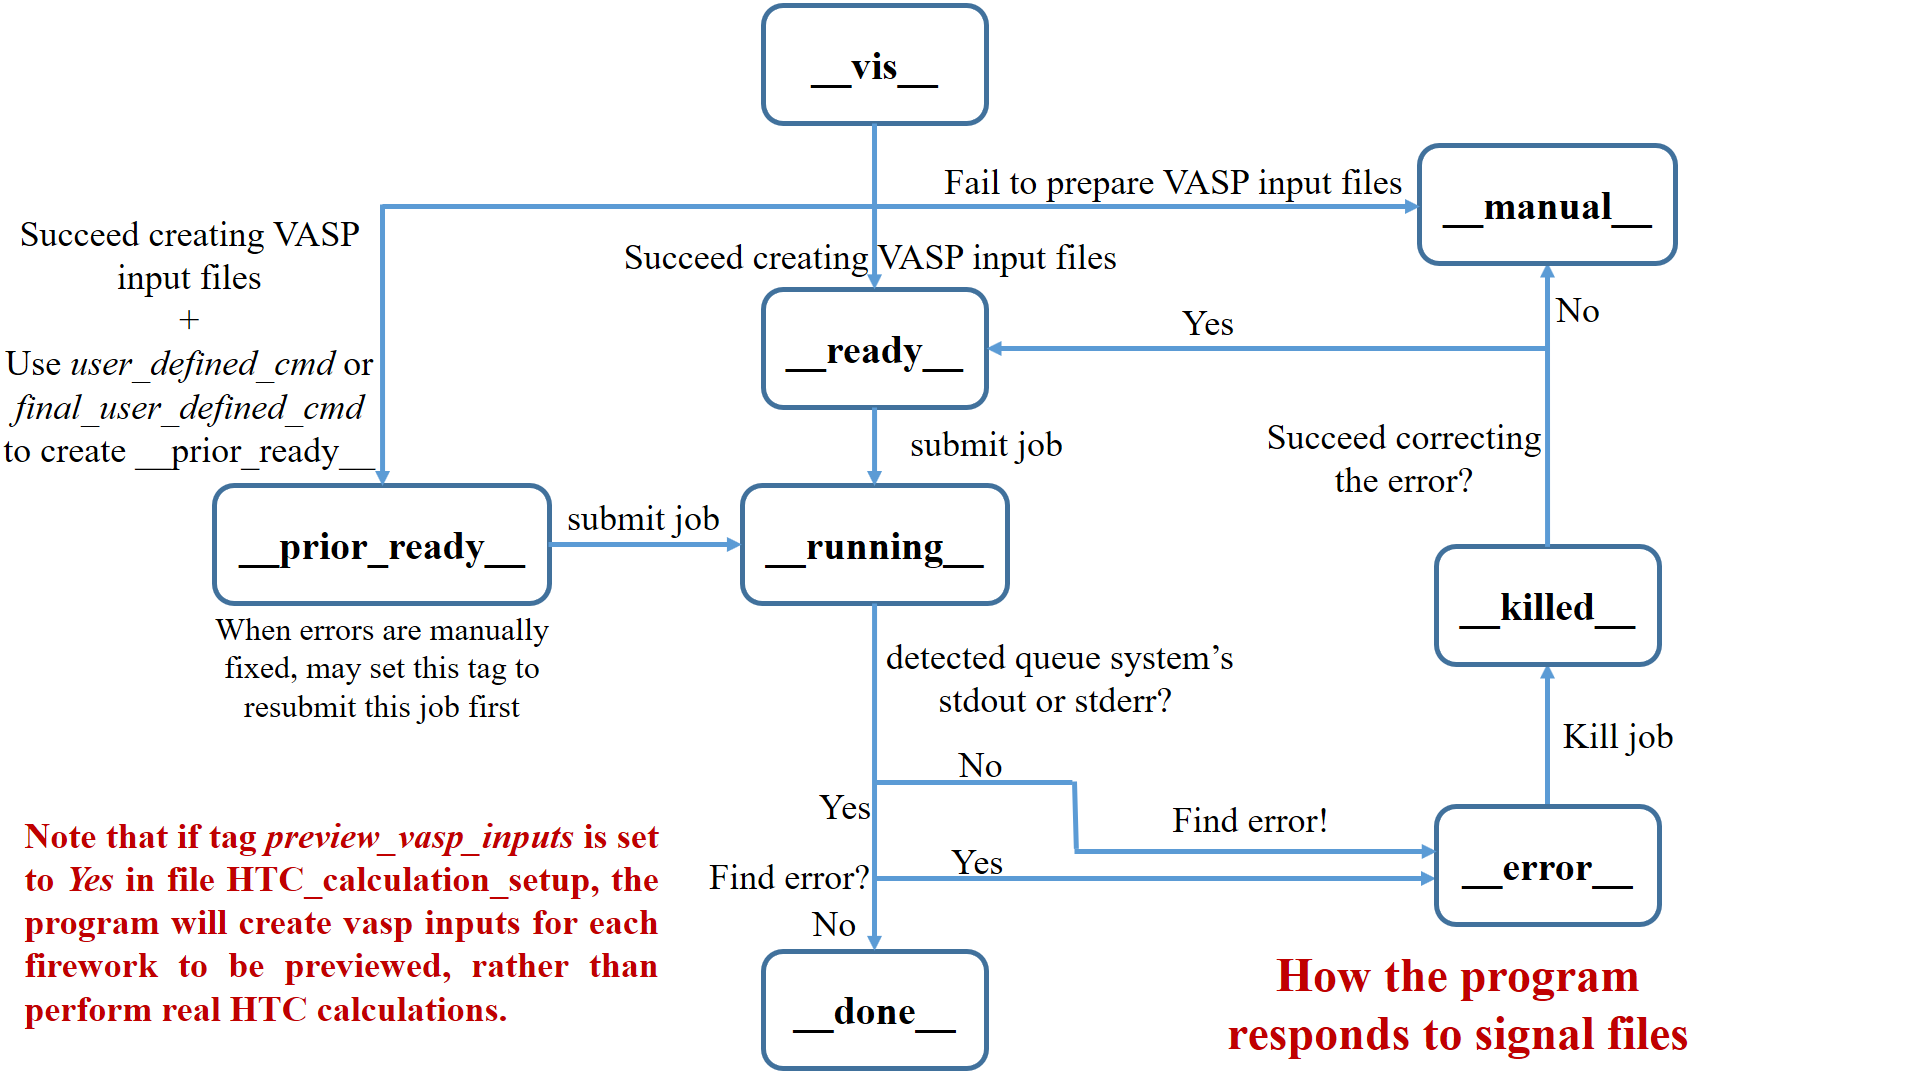 __vis__
Fail to prepare VASP input files
__manual__
Succeed creating VASP
input files
+
Use user_defined_cmd or
final_user_defined_cmd
to create __prior_ready__
Succeed creating VASP input files
No
Yes
__ready__
submit job
Succeed correcting
the error?
__prior_ready__
submit job
__running__
__killed__
When errors are manually
fixed, may set this tag to
resubmit this job first
detected queue system’s
stdout or stderr?
Kill job
No
Yes
Find error!
Find error?
Yes
__error__
No
__done__
Note that if tag preview_vasp_inputs is set
to Yes in file HTC_calculation_setup, the
program will create vasp inputs for each
firework to be previewed, rather than
perform real HTC calculations.
How the program
responds to signal files